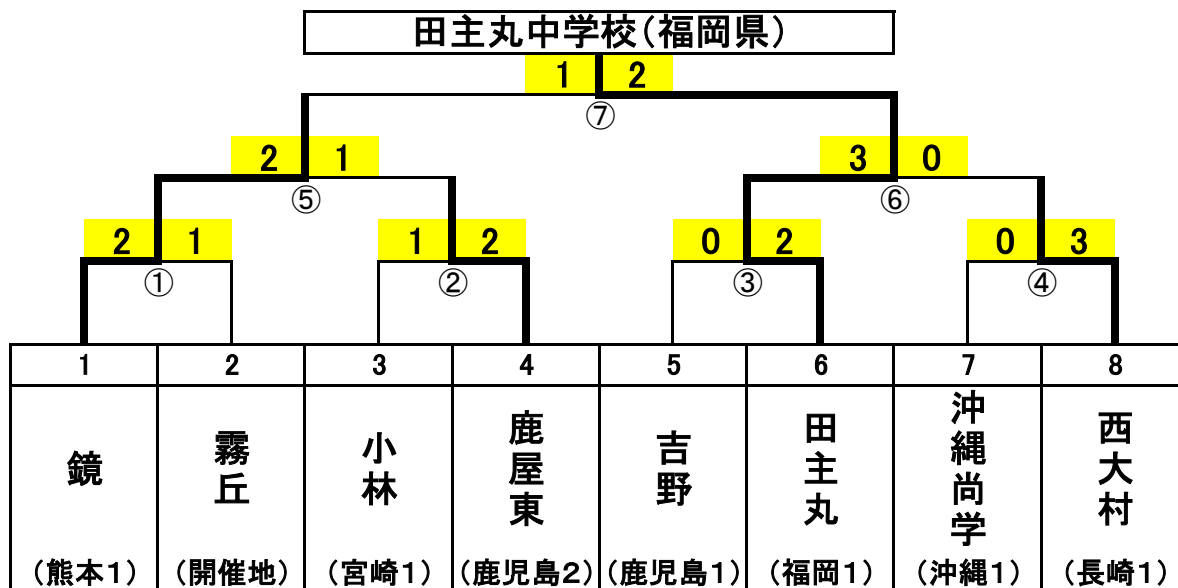 田主丸中学校(福岡県)
1 2
⑦
2 1 3 0
⑤ ⑥
2 1 1 2 0 2 0 3
① ② ③ ④
1 2 3 4 5 6 7 8
鏡 霧丘 小林 鹿屋東 吉野 田主丸 沖縄尚学 西大村
(熊本1) (開催地) (宮崎1) (鹿児島2) (鹿児島1) (福岡1) (沖縄1) (長崎1)